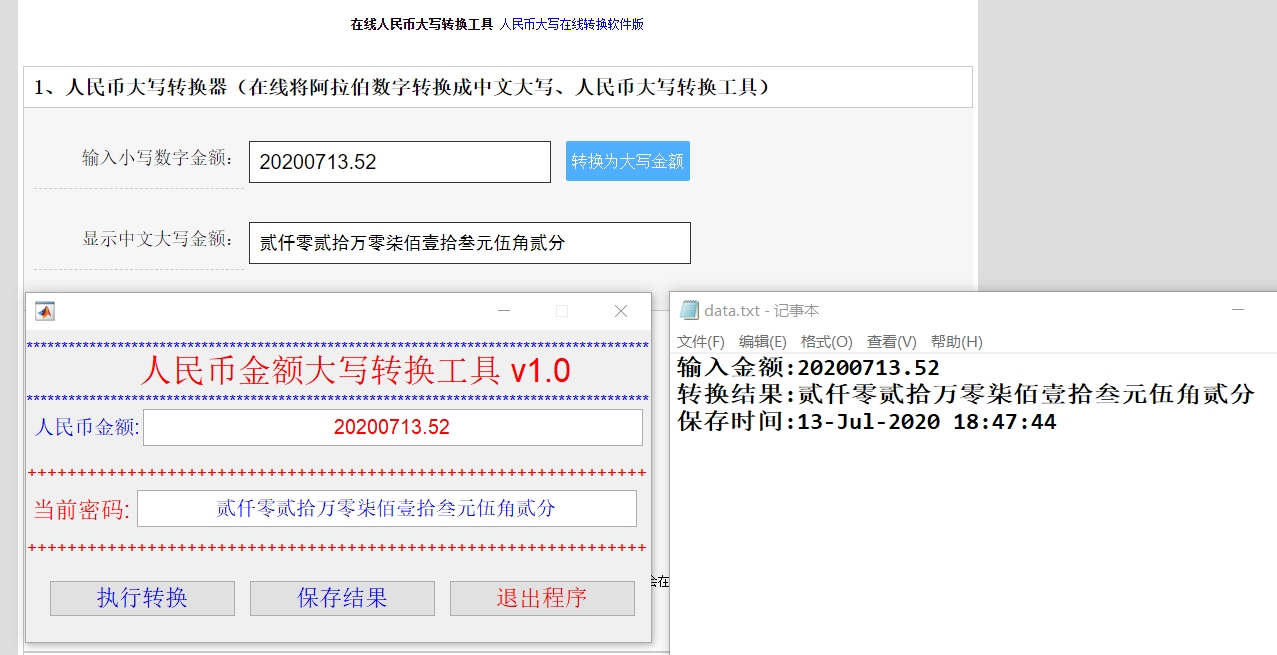 在线人民币大写转换工具 人民币大写在线转换软件版
1、人民币大写转换器（在线将阿拉伯数字转换成中文大写、人民币大写转换工具）
输入小写数字金额： 20200713.52 转换为大写金额
显示中文大写金额： 贰仟零贰拾万零柒佰壹拾叁元伍角贰分
人民币金额大写转换工具 v1.0
人民币金额: 20200713.52
当前密码: 贰仟零贰拾万零柒佰壹拾叁元伍角贰分
执行转换 保存结果 退出程序
会在
data.txt - 记事本
文件(F) 编辑(E) 格式(O) 查看(V) 帮助(H)
输入金额:20200713.52
转换结果:贰仟零贰拾万零柒佰壹拾叁元伍角贰分
保存时间:13-Jul-2020 18:47:44